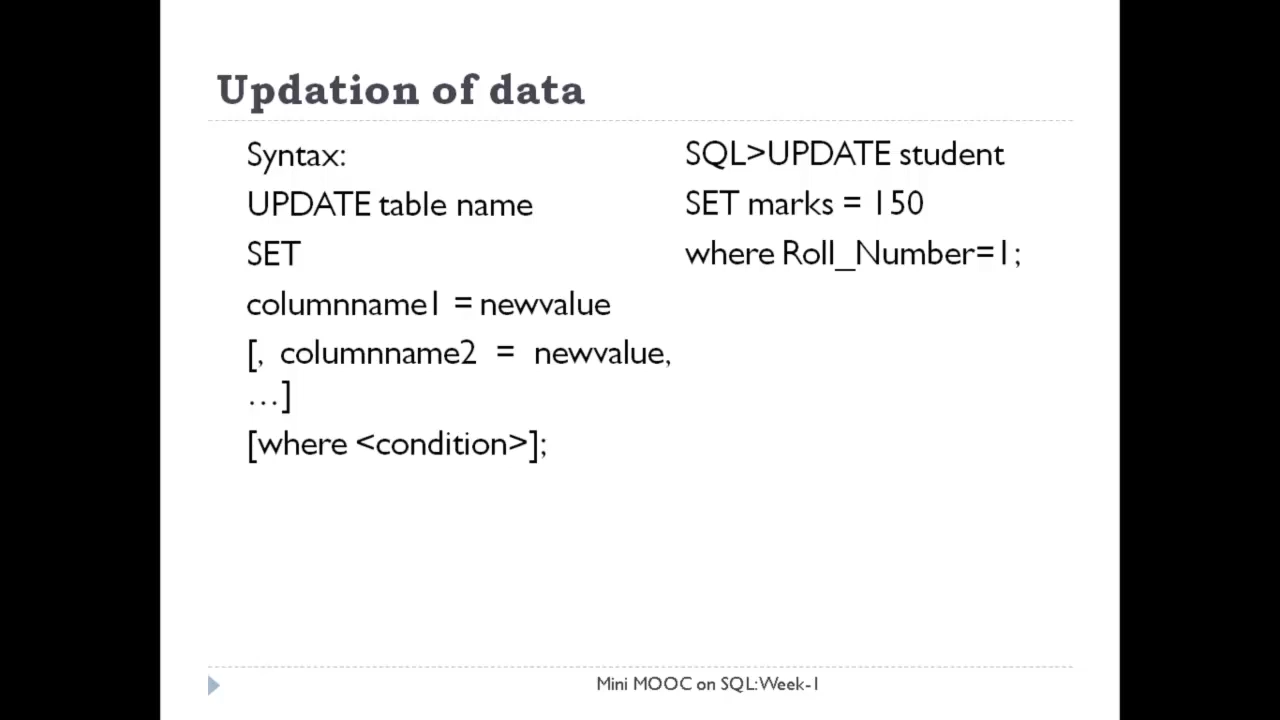 Updation of data
Syntax:
UPDATE table name
SET
columnname1 = newvalue
[, columnname2 = newvalue,
...]
[where <condition>];
SQL>UPDATE student
SET marks = 150
where Roll_Number=1;
Mini MOOC on SQL:Week-1